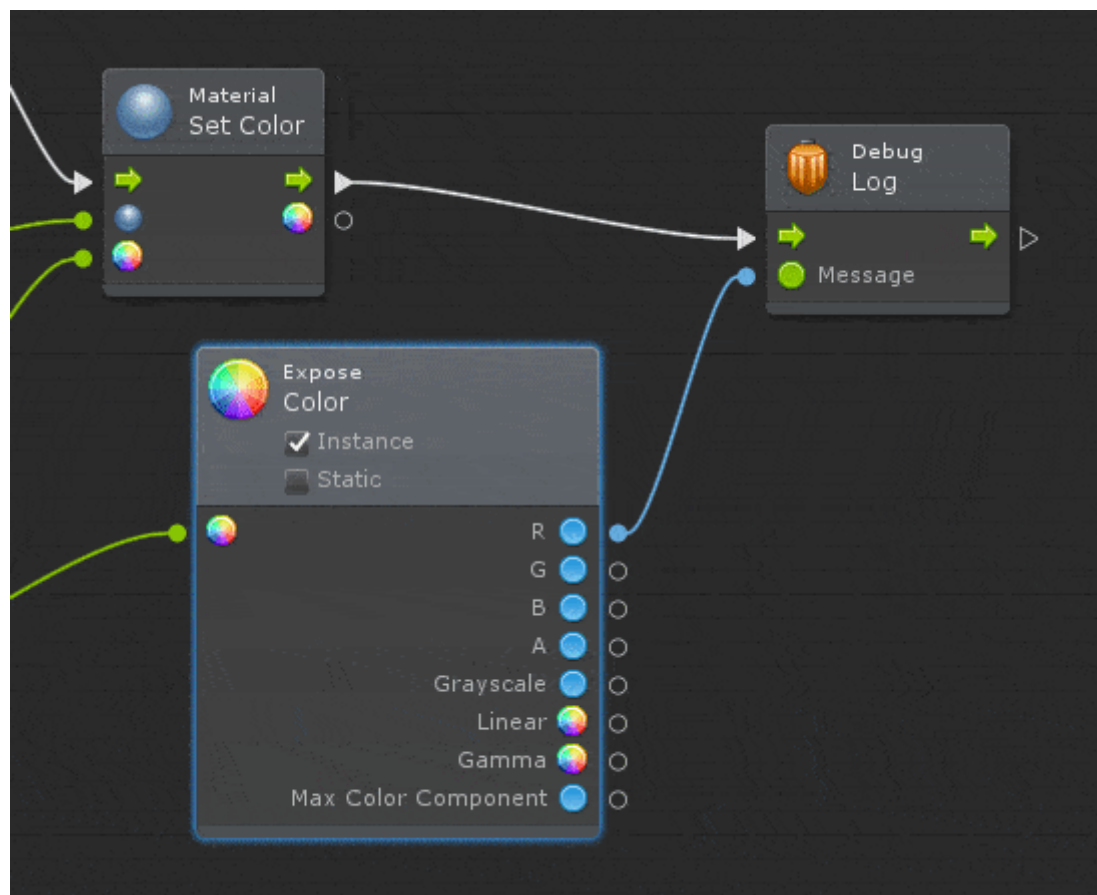 Material
Set Color
Debug
Log
Message
Expose
Color
Instance
Static
R
G
B
A
Grayscale
Linear
Gamma
Max Color Component